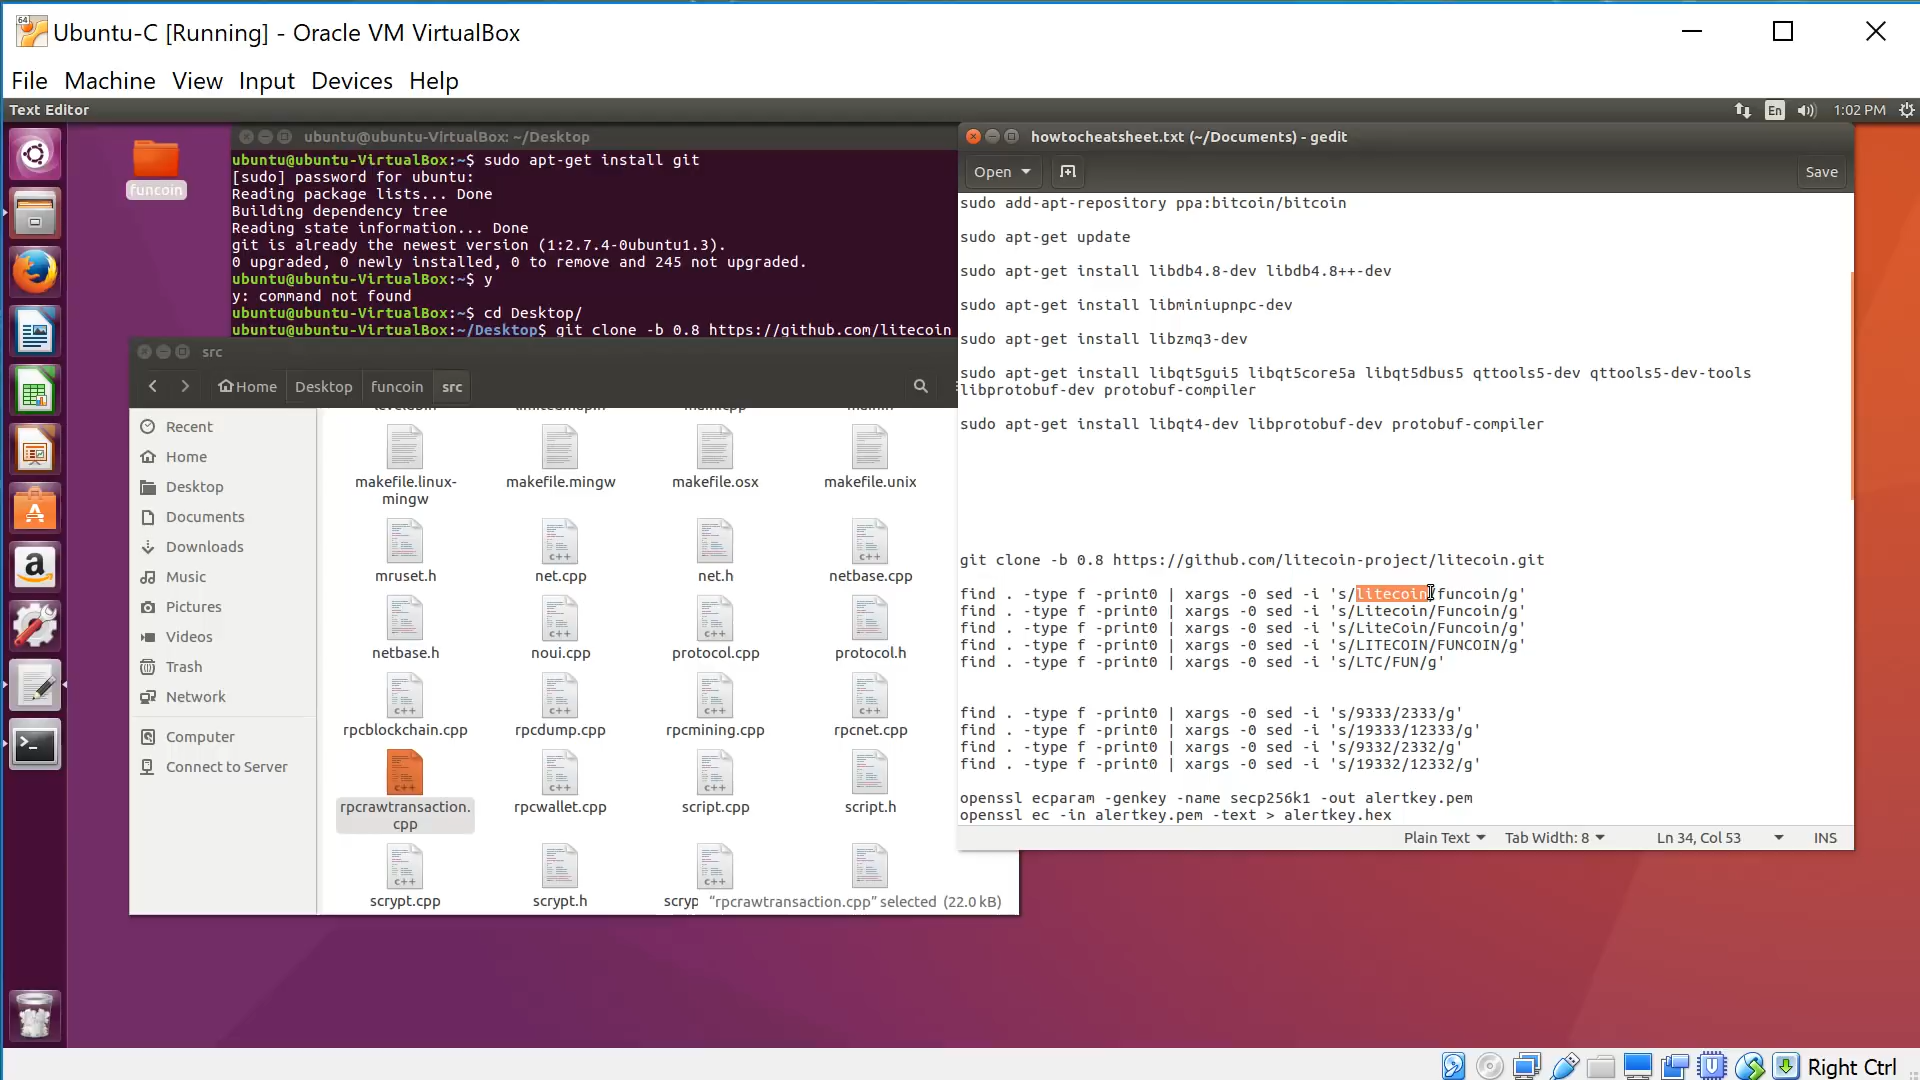 Ubuntu-C [Running] - Oracle VM VirtualBox
File Machine View Input Devices Help
Text Editor
En
1:02 PM
funcoin
ubuntu@ubuntu-VirtualBox: ~/Desktop
ubuntu@ubuntu-VirtualBox:~$ sudo apt-get install git
[sudo] password for ubuntu:
Reading package lists... Done
Building dependency tree
Reading state information... Done
git is already the newest version (1:2.7.4-0ubuntu1.3).
0 upgraded, 0 newly installed, 0 to remove and 245 not upgraded.
ubuntu@ubuntu-VirtualBox:~$ y
y: command not found
ubuntu@ubuntu-VirtualBox:~$ cd Desktop/
ubuntu@ubuntu-VirtualBox:~/Desktop$ git clone -b 0.8 https://github.com/litecoin
src
Home Desktop funcoin src
Recent
Home
Desktop
Documents
Downloads
Music
Pictures
Videos
Trash
Network
Computer
Connect to Server
makefile.linux-
mingw
makefile.mingw
makefile.osx
makefile.unix
mruset.h
net.cpp
net.h
netbase.cpp
netbase.h
noui.cpp
protocol.cpp
protocol.h
rpcblockchain.cpp
rpcdump.cpp
rpcmining.cpp
rpcnet.cpp
rpcrawtransaction.
cpp
rpcwallet.cpp
script.cpp
script.h
scrypt.cpp
scrypt.h
scryp
"rpcrawtransaction.cpp" selected (22.0 kB)
howtocheatsheet.txt (~/Documents) - gedit
Open
Save
sudo add-apt-repository ppa:bitcoin/bitcoin
sudo apt-get update
sudo apt-get install libdb4.8-dev libdb4.8++-dev
sudo apt-get install libminiupnpc-dev
sudo apt-get install libzmq3-dev
sudo apt-get install libqt5gui5 libqt5core5a libqt5dbus5 qttools5-dev qttools5-dev-tools
libprotobuf-dev protobuf-compiler
sudo apt-get install libqt4-dev libprotobuf-dev protobuf-compiler
git clone -b 0.8 https://github.com/litecoin-project/litecoin.git
find . -type f -print0 | xargs -0 sed -i 's/litecoin/funcoin/g'
find . -type f -print0 | xargs -0 sed -i 's/Litecoin/Funcoin/g'
find . -type f -print0 | xargs -0 sed -i 's/LiteCoin/Funcoin/g'
find . -type f -print0 | xargs -0 sed -i 's/LITECOIN/FUNCOIN/g'
find . -type f -print0 | xargs -0 sed -i 's/LTC/FUN/g'
find . -type f -print0 | xargs -0 sed -i 's/9333/2333/g'
find . -type f -print0 | xargs -0 sed -i 's/19333/12333/g'
find . -type f -print0 | xargs -0 sed -i 's/9332/2332/g'
find . -type f -print0 | xargs -0 sed -i 's/19332/12332/g'
openssl ecparam -genkey -name secp256k1 -out alertkey.pem
openssl ec -in alertkey.pem -text > alertkey.hex
Plain Text
Tab Width: 8
Ln 34, Col 53
INS
Right Ctrl